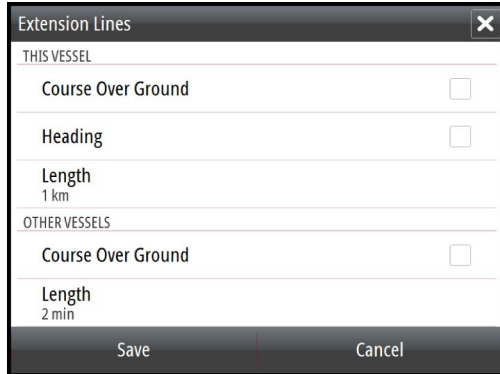 Extension Lines
THIS VESSEL
Course Over Ground
Heading
Length
1 km
OTHER VESSELS
Course Over Ground
Length
2 min
Save Cancel